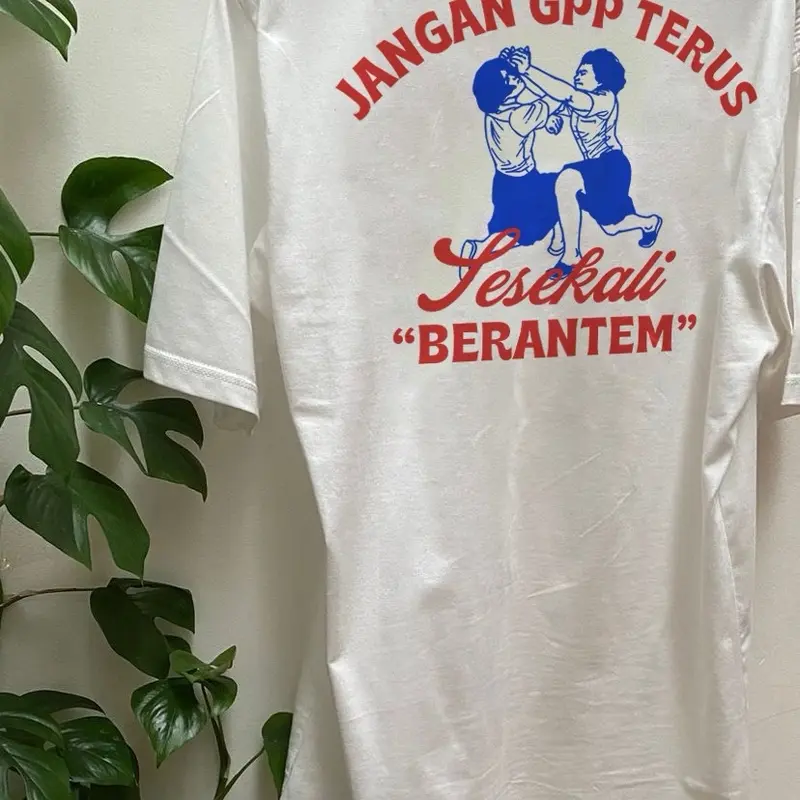 JANGAN GPP TERUS
Sesekali
“BERANTEM”